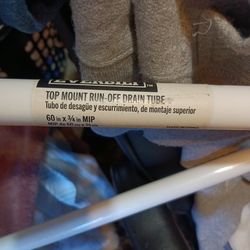 EVERBILT
TOP MOUNT RUN-OFF DRAIN TUBE
Tubo de desagüe y escurrimiento, de montaje superior
60 in x ¾ in MIP